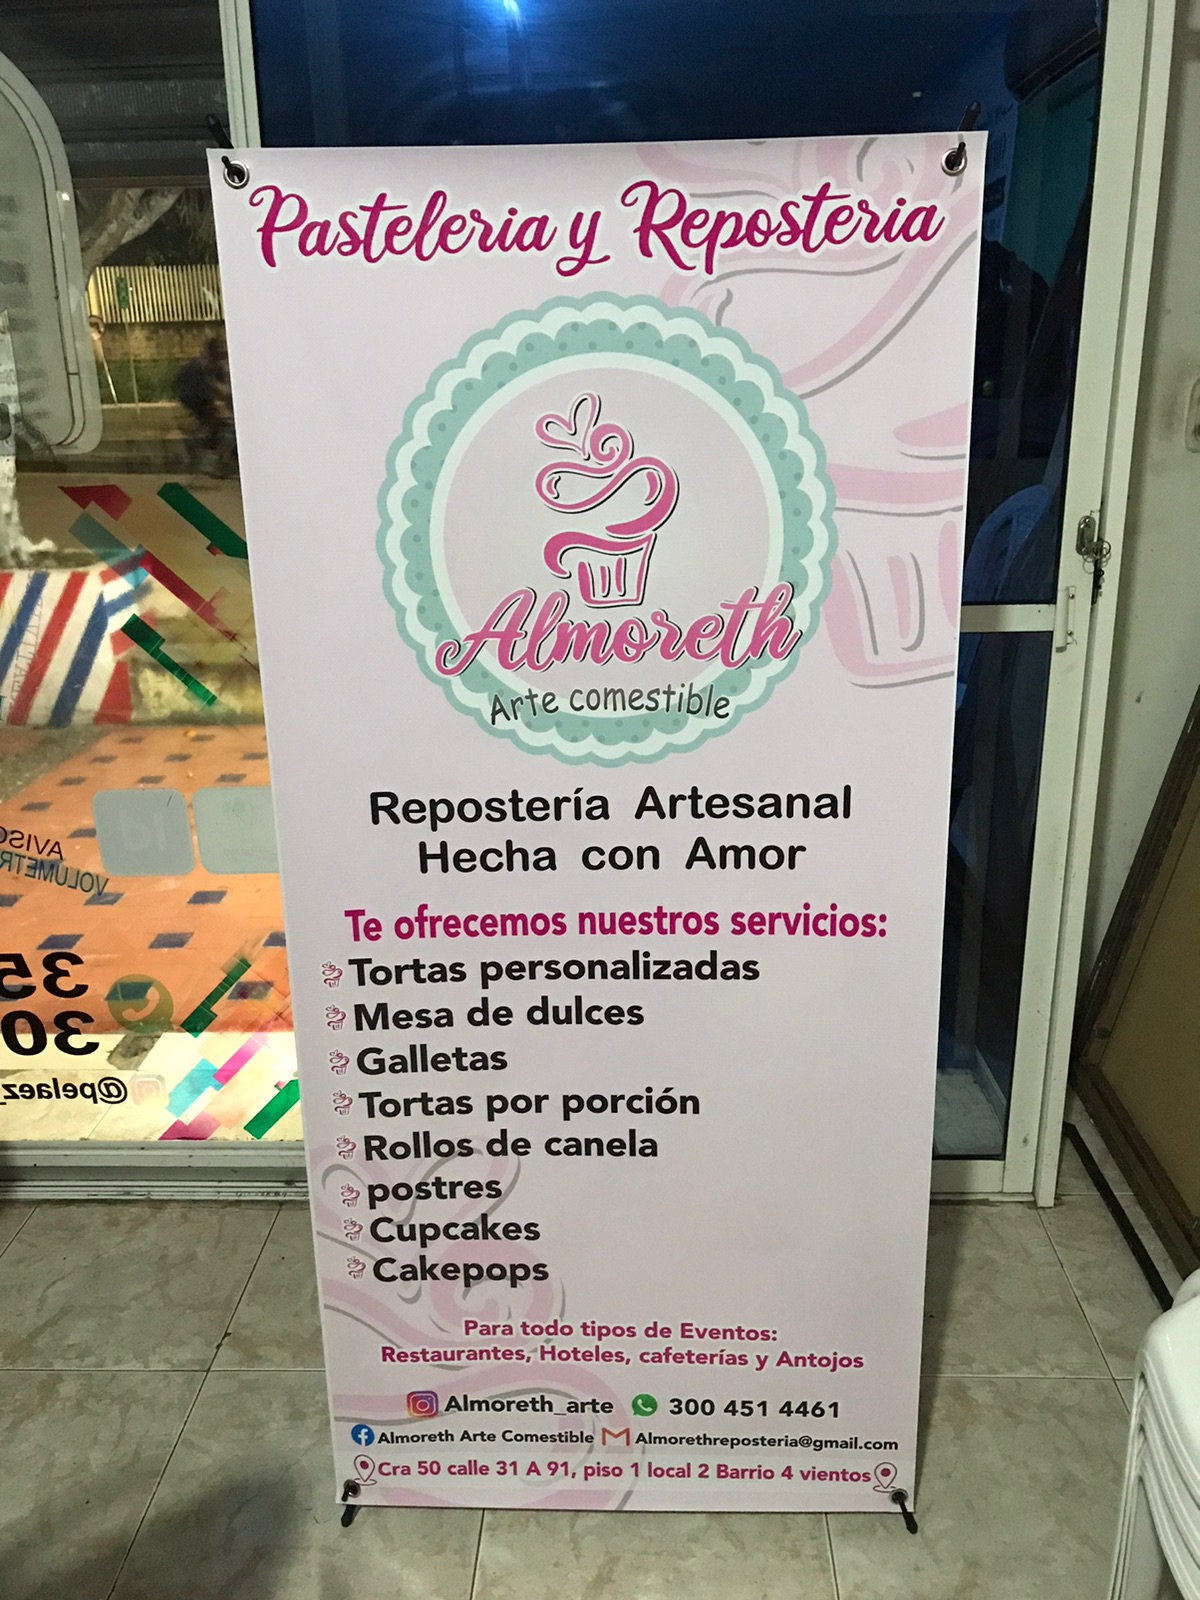 Pasteleria y Reposteria
Almoreth
Arte comestible
Repostería Artesanal
Hecha con Amor
Te ofrecemos nuestros servicios:
Tortas personalizadas
Mesa de dulces
Galletas
Tortas por porción
Rollos de canela
postres
Cupcakes
Cakepops
Para todo tipos de Eventos:
Restaurantes, Hoteles, cafeterías y Antojos
Almoreth_arte 300 451 4461
Almoreth Arte Comestible Almorethreposteria@gmail.com
Cra 50 calle 31 A 91, piso 1 local 2 Barrio 4 vientos
35
30
@pelaez_